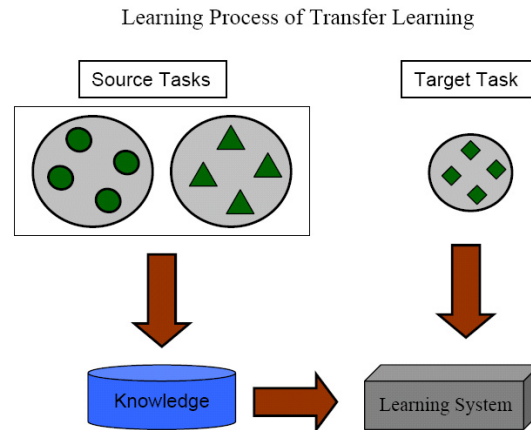 Learning Process of Transfer Learning
Source Tasks
Target Task
Knowledge
Learning System